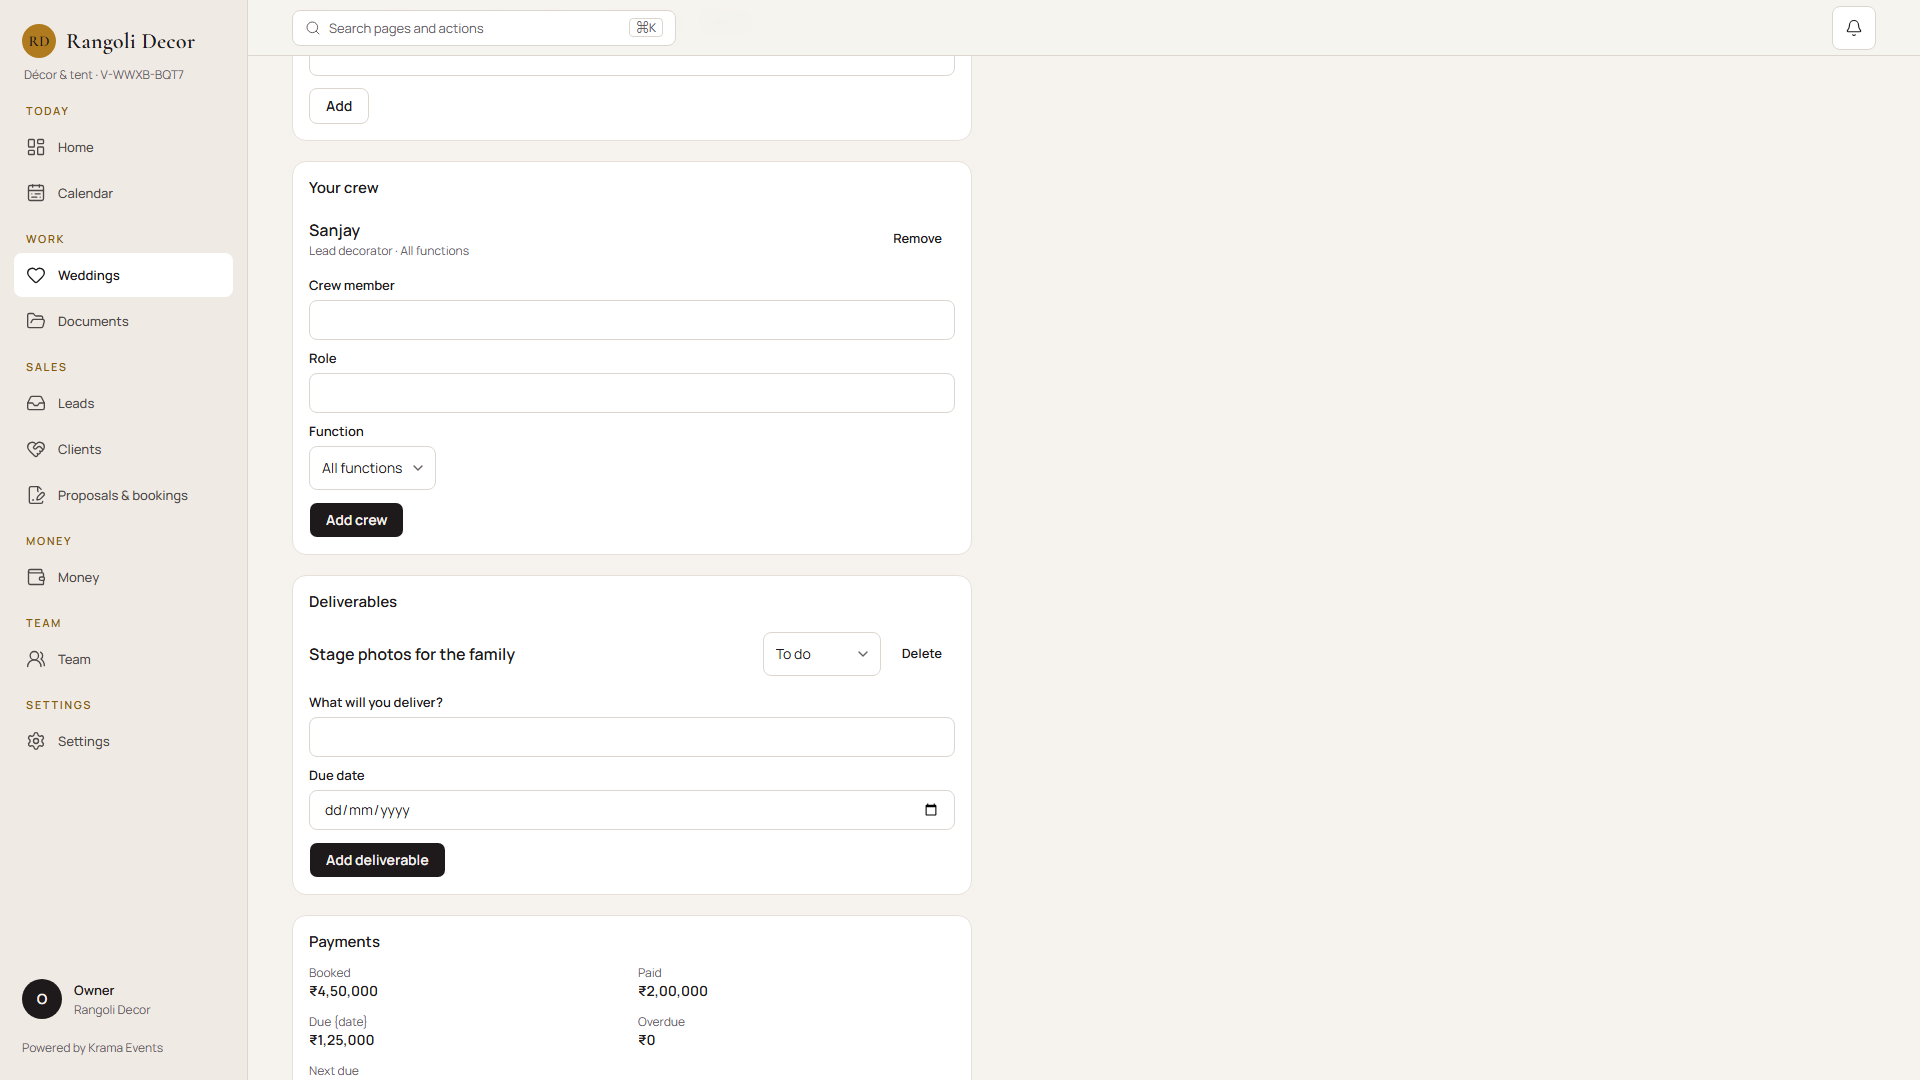 RD Rangoli Decor
Décor & tent · V-WWXB-BQT7
TODAY
Home
Calendar
WORK
Weddings
Documents
SALES
Leads
Clients
Proposals & bookings
MONEY
Money
TEAM
Team
SETTINGS
Settings
O
Owner
Rangoli Decor
Powered by Krama Events
Search pages and actions ⌘K
Add
Your crew
Sanjay
Lead decorator · All functions
Remove
Crew member
Role
Function
All functions
Add crew
Deliverables
Stage photos for the family
To do
Delete
What will you deliver?
Due date
dd/mm/yyyy
Add deliverable
Payments
Booked
₹4,50,000
Paid
₹2,00,000
Due {date}
₹1,25,000
Overdue
₹0
Next due